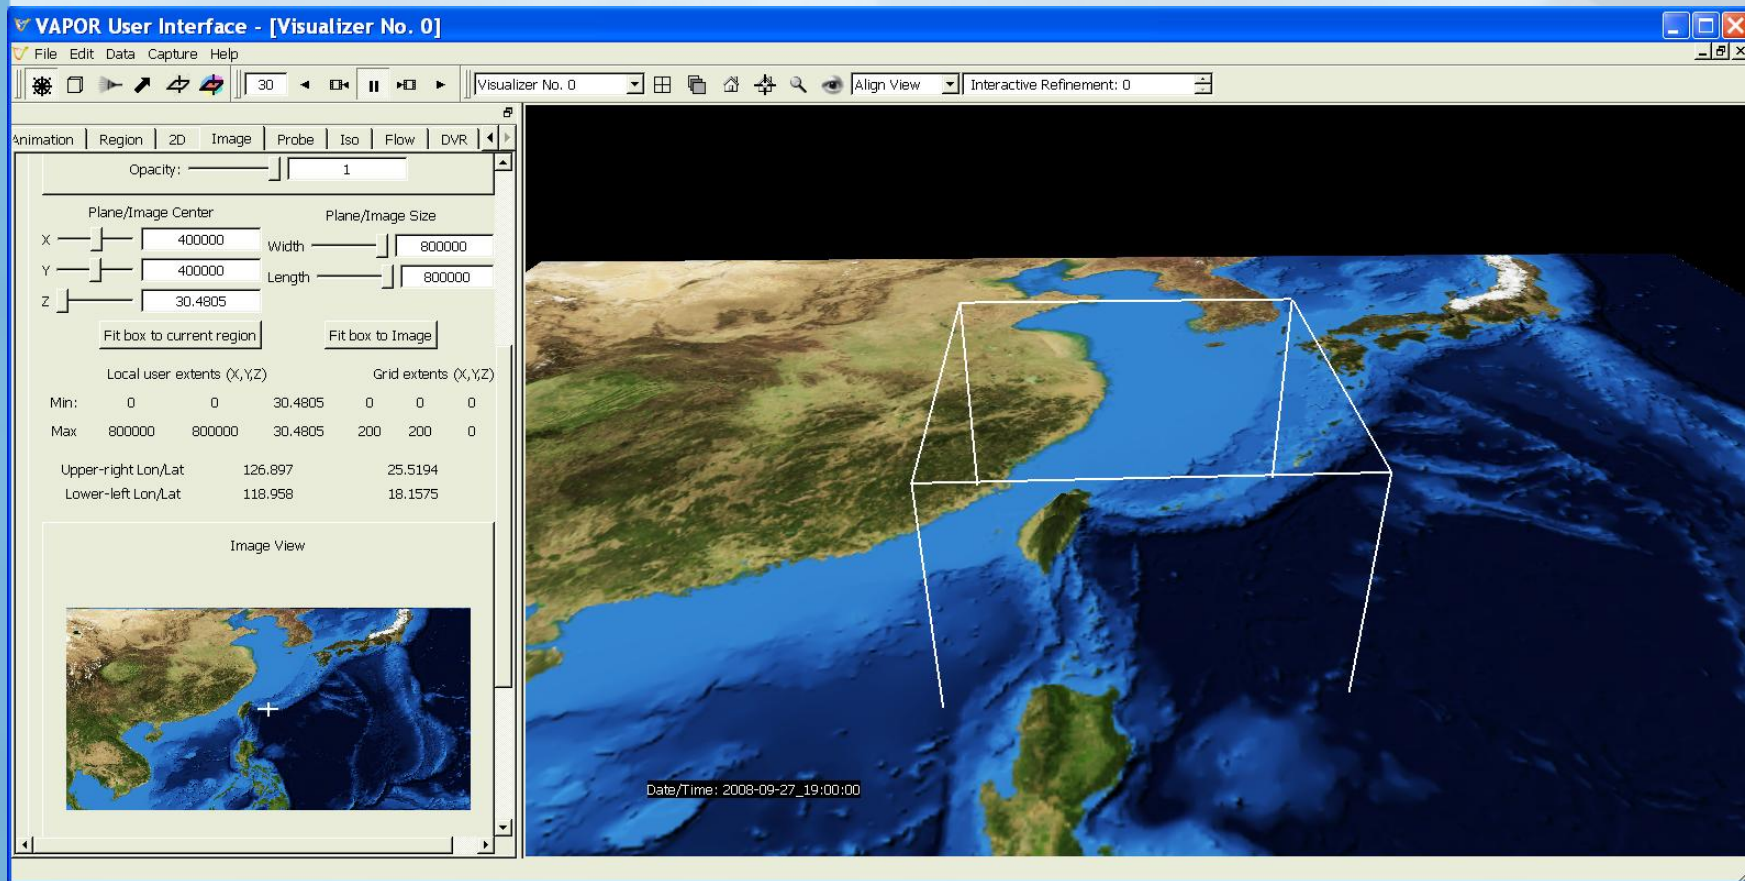 VAPOR User Interface - [Visualizer No. 0]
File Edit Data Capture Help
30 Visualizer No. 0 Align View Interactive Refinement: 0
Animation Region 2D Image Probe Iso Flow DVR
Opacity: 1
Plane/Image Center Plane/Image Size
X 400000 Width 800000
Y 400000 Length 800000
Z 30.4805
Fit box to current region Fit box to Image
Local user extents (X,Y,Z) Grid extents (X,Y,Z)
Min: 0 0 30.4805 0 0 0
Max 800000 800000 30.4805 200 200 0
Upper-right Lon/Lat 126.897 25.5194
Lower-left Lon/Lat 118.958 18.1575
Image View
Date/Time: 2008-09-27_19:00:00